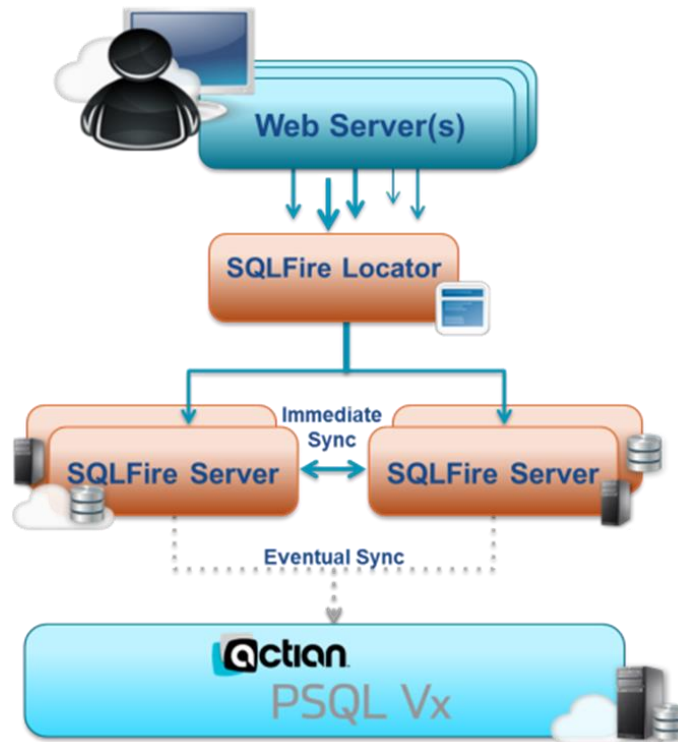 Web Server(s)
SQLFire Locator
Immediate
Sync
SQLFire Server
SQLFire Server
Eventual Sync
actian
PSQL Vx